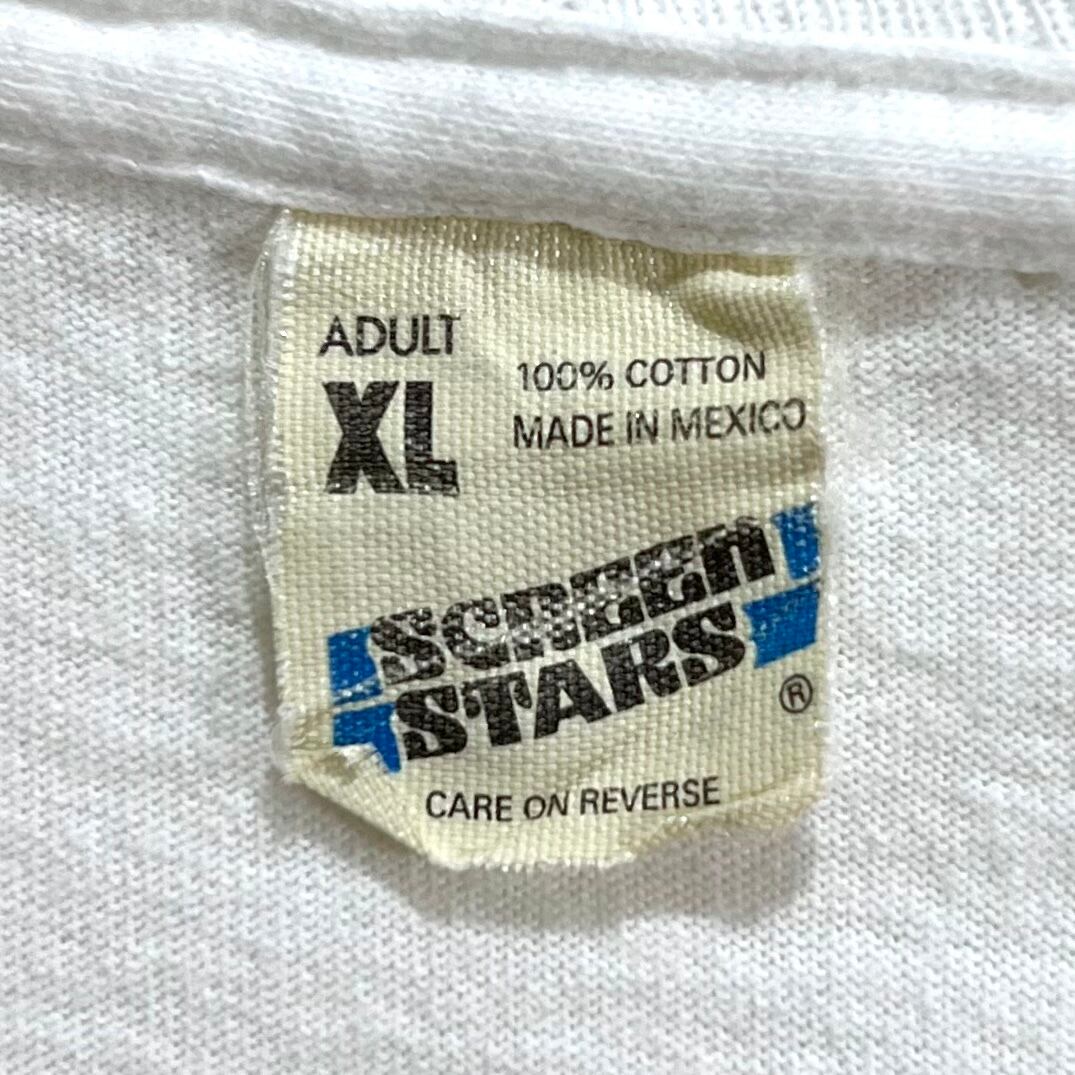 ADULT
XL
100% COTTON
MADE IN MEXICO
SCREEN
STARS
®
CARE ON REVERSE